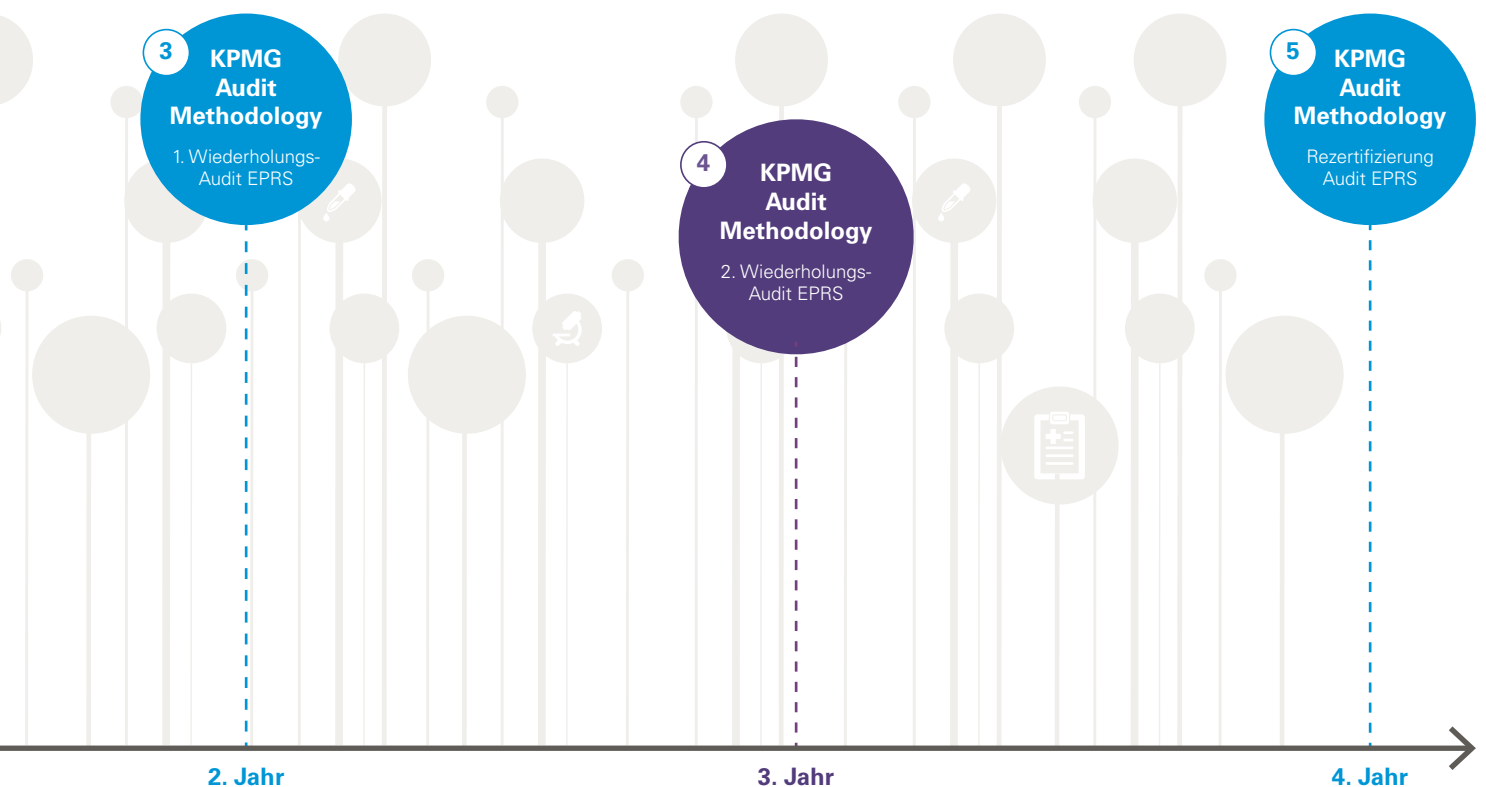 3
KPMG
Audit
Methodology
1. Wiederholungs-
Audit EPRS
4
KPMG
Audit
Methodology
2. Wiederholungs-
Audit EPRS
5
KPMG
Audit
Methodology
Rezertifizierung
Audit EPRS
2. Jahr
3. Jahr
4. Jahr